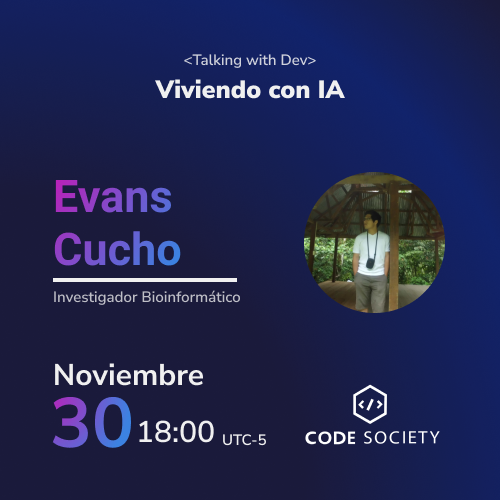 <Talking with Dev>
Viviendo con IA
Evans
Cucho
Investigador Bioinformático
Noviembre
30 18:00 UTC-5
</>
CODE SOCIETY